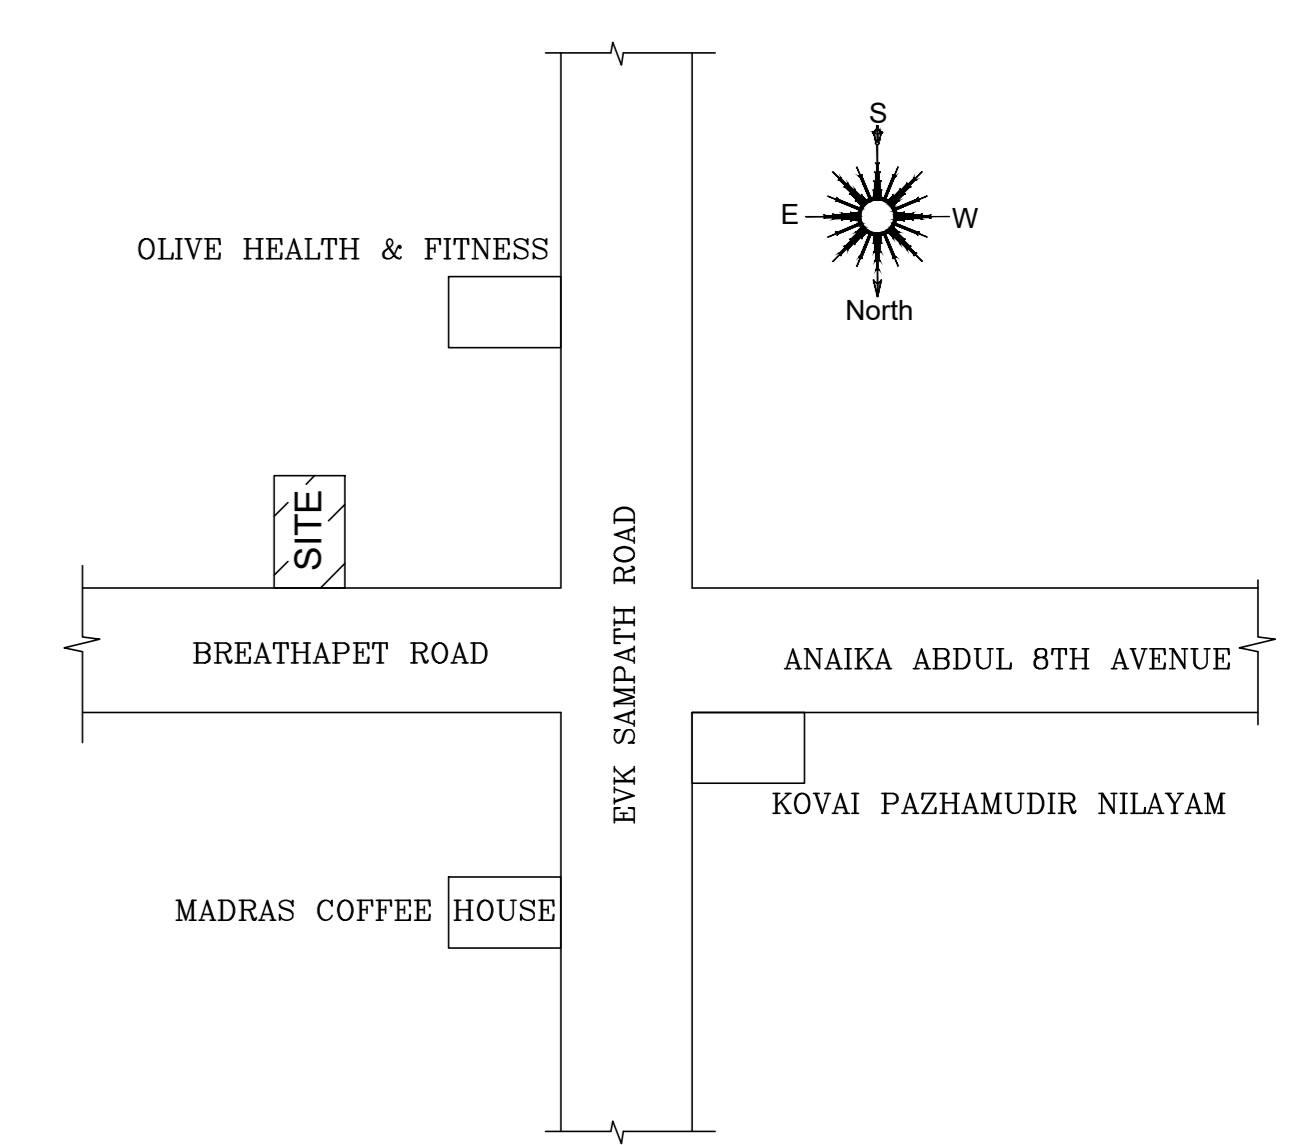 S
E
W
North
OLIVE HEALTH & FITNESS
SITE
EVK SAMPATH ROAD
BREATHAPET ROAD
ANAIKA ABDUL 8TH AVENUE
KOVAI PAZHAMUDIR NILAYAM
MADRAS COFFEE HOUSE